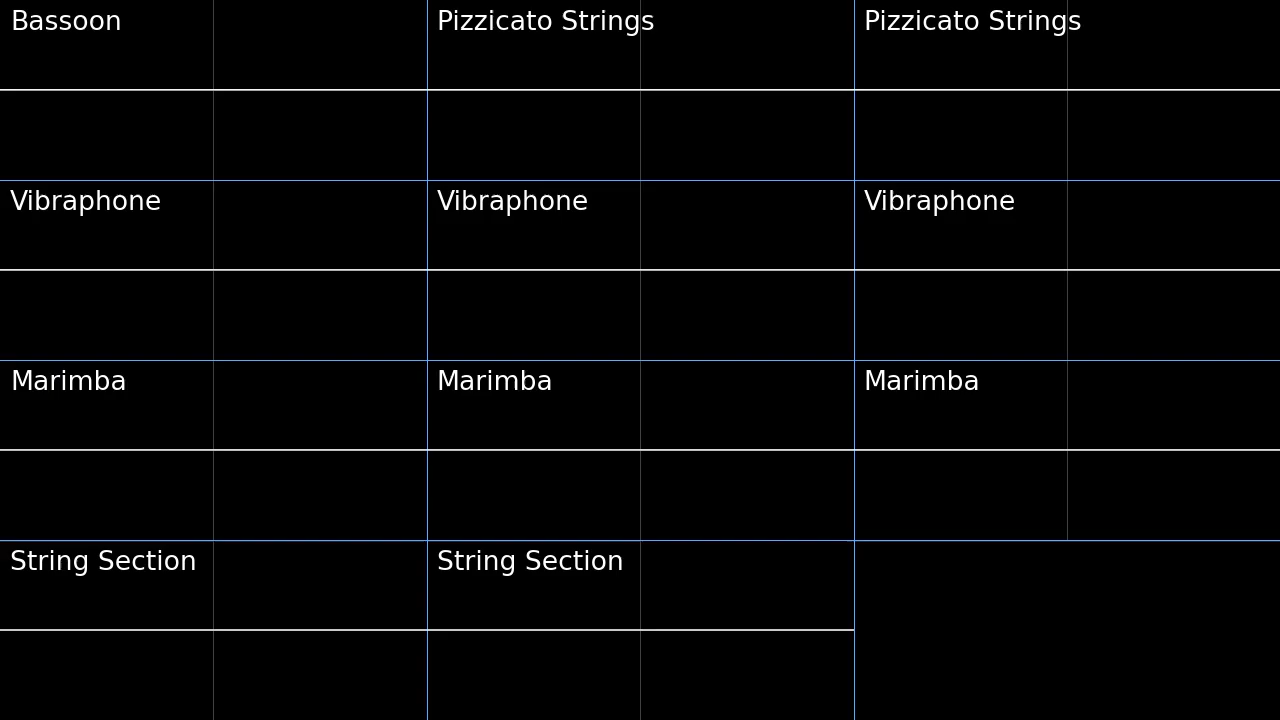 Bassoon
Pizzicato Strings
Pizzicato Strings
Vibraphone
Vibraphone
Vibraphone
Marimba
Marimba
Marimba
String Section
String Section